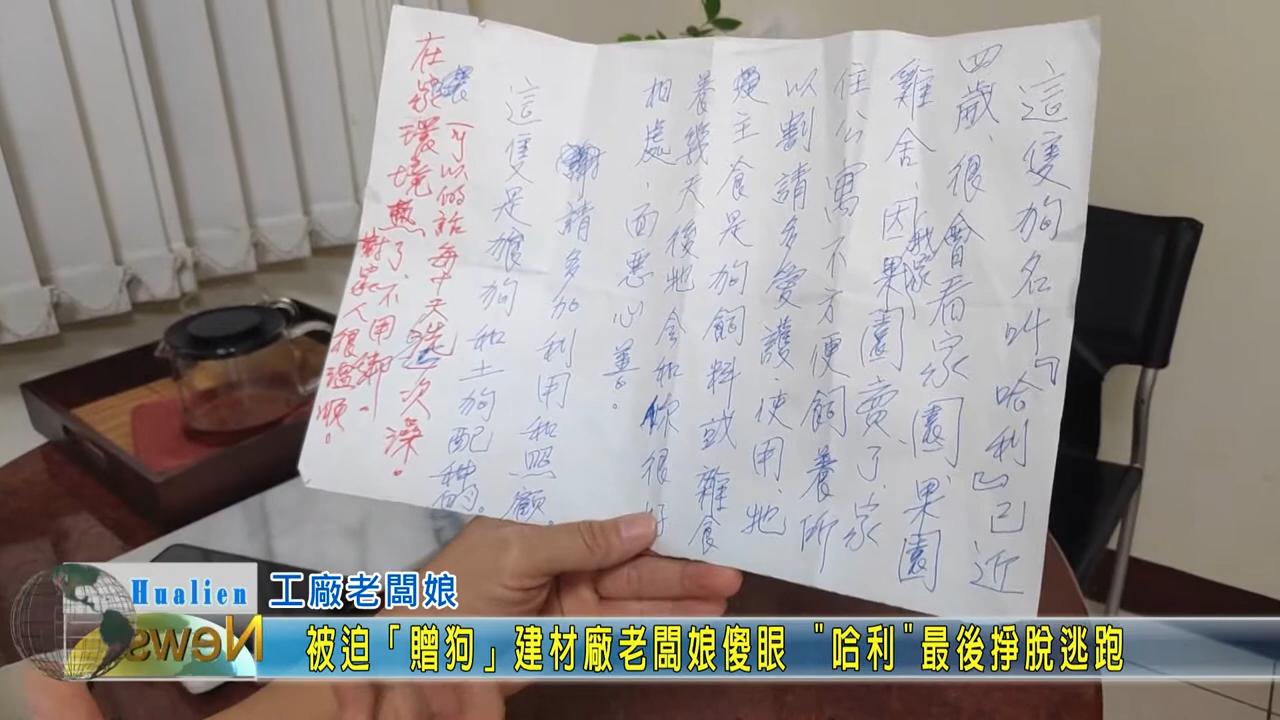 這隻狗名叫「哈利」已近
四歲、很會看家園、果園
雞舍、因我家果園賣了、家
住公寓不方便飼養所
以割請多愛護使用、牠
主食是狗飼料或雜食
養幾天後牠會和你很好
相處、面惡心善。
請多加利用和照顧。
這隻是狼狗和土狗配種的。
可以的話每十天洗一次澡！
在家環境熟了、不用綁、
對家人很溫順！
Hualien
News
工廠老闆娘
被迫「贈狗」建材廠老闆娘傻眼 "哈利"最後掙脫逃跑